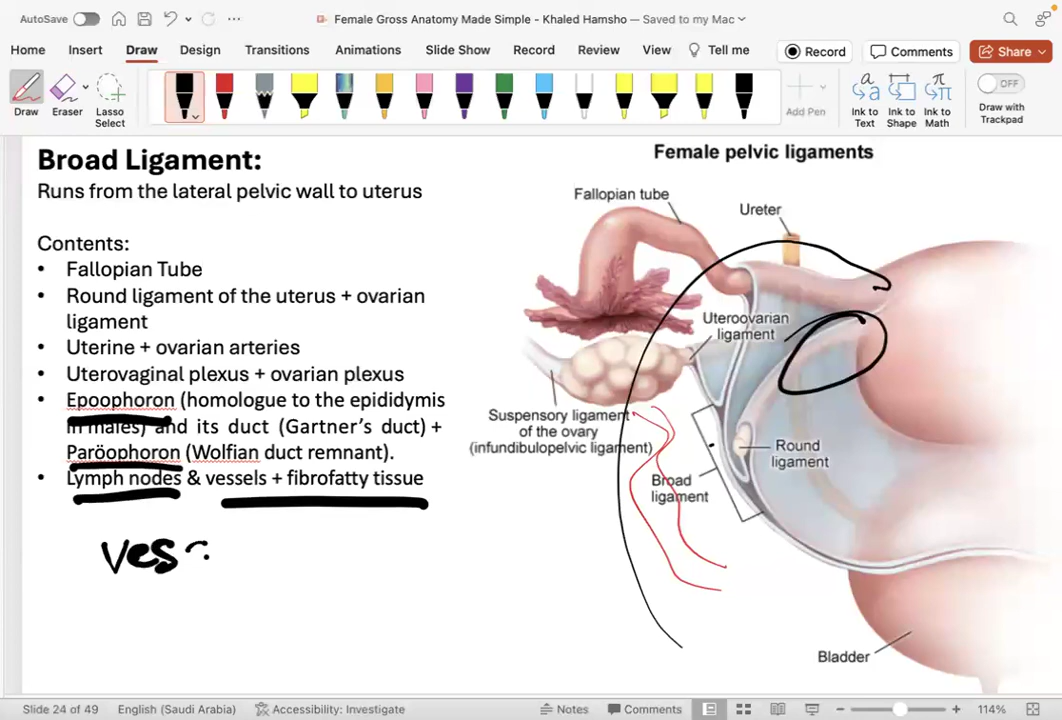 AutoSave
Female Gross Anatomy Made Simple - Khaled Hamsho — Saved to my Mac
Home Insert Draw Design Transitions Animations Slide Show Record Review View Tell me Record Comments Share
Draw Eraser Lasso Select Add Pen Ink to Text Ink to Shape Ink to Math OFF Draw with Trackpad
Broad Ligament:
Runs from the lateral pelvic wall to uterus
Contents:
• Fallopian Tube
• Round ligament of the uterus + ovarian
ligament
• Uterine + ovarian arteries
• Uterovaginal plexus + ovarian plexus
• Epoophoron (homologue to the epididymis
in males) and its duct (Gartner's duct) +
Paröophoron (Wolfian duct remnant).
• Lymph nodes & vessels + fibrofatty tissue
ves
Female pelvic ligaments
Fallopian tube
Ureter
Uteroovarian
ligament
Suspensory ligament
of the ovary
(infundibulopelvic ligament)
Round
ligament
Broad
ligament
Bladder
Slide 24 of 49 English (Saudi Arabia) Accessibility: Investigate Notes Comments 114%